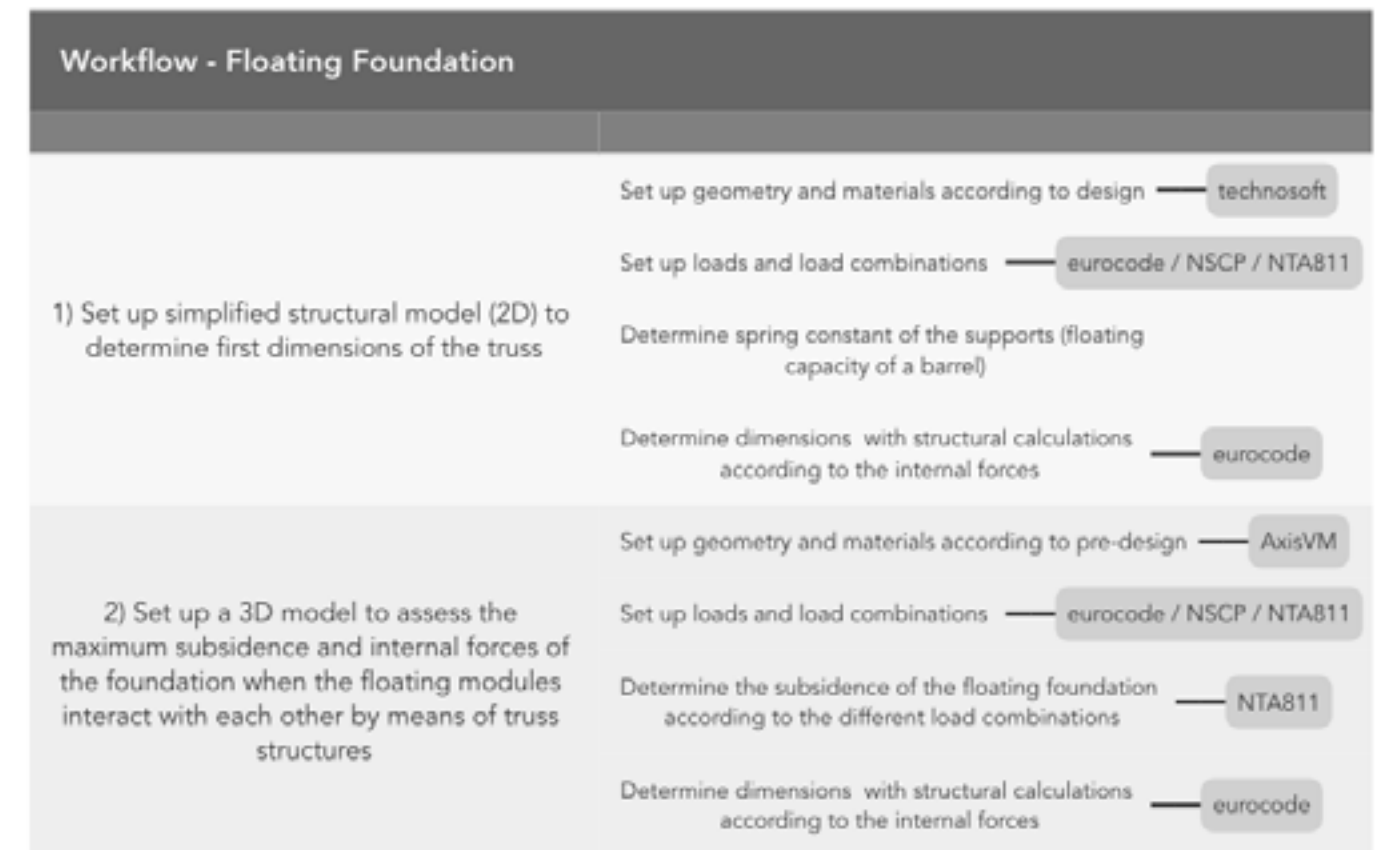 Workflow - Floating Foundation
1) Set up simplified structural model (2D) to
determine first dimensions of the truss
Set up geometry and materials according to design
technosoft
Set up loads and load combinations
eurocode / NSCP / NTA811
Determine spring constant of the supports (floating
capacity of a barrel)
Determine dimensions with structural calculations
according to the internal forces
eurocode
2) Set up a 3D model to assess the
maximum subsidence and internal forces of
the foundation when the floating modules
interact with each other by means of truss
structures
Set up geometry and materials according to pre-design
AxisVM
Set up loads and load combinations
eurocode / NSCP / NTA811
Determine the subsidence of the floating foundation
according to the different load combinations
NTA811
Determine dimensions with structural calculations
according to the internal forces
eurocode